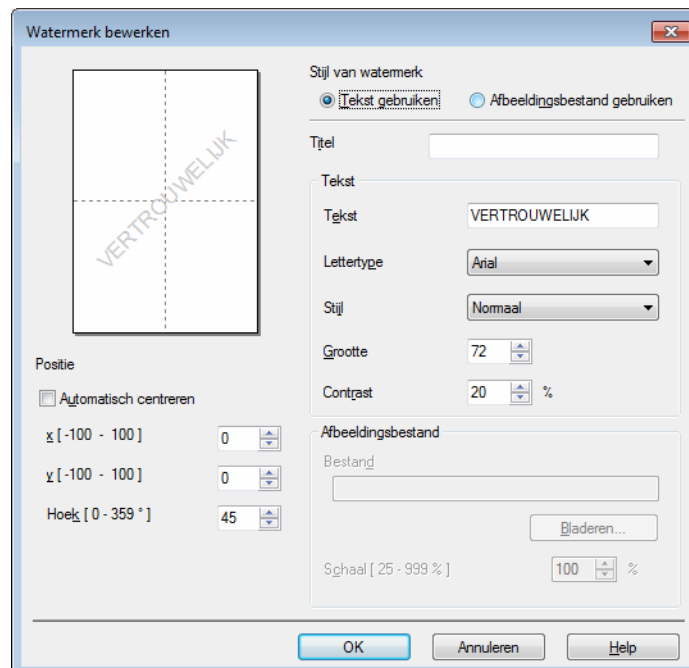 Watermerk bewerken
VERTROUWELIJK
Positie
Automatisch centreren
x [ -100 - 100 ] 0
y [ -100 - 100 ] 0
Hoek [ 0 - 359 ° ] 45
Stijl van watermerk
Tekst gebruiken Afbeeldingsbestand gebruiken
Titel
Tekst
Tekst VERTROUWELIJK
Lettertype Arial
Stijl Normaal
Grootte 72
Contrast 20 %
Afbeeldingsbestand
Bestand
Bladeren...
Schaal [ 25 - 999 % ] 100 %
OK Annuleren Help